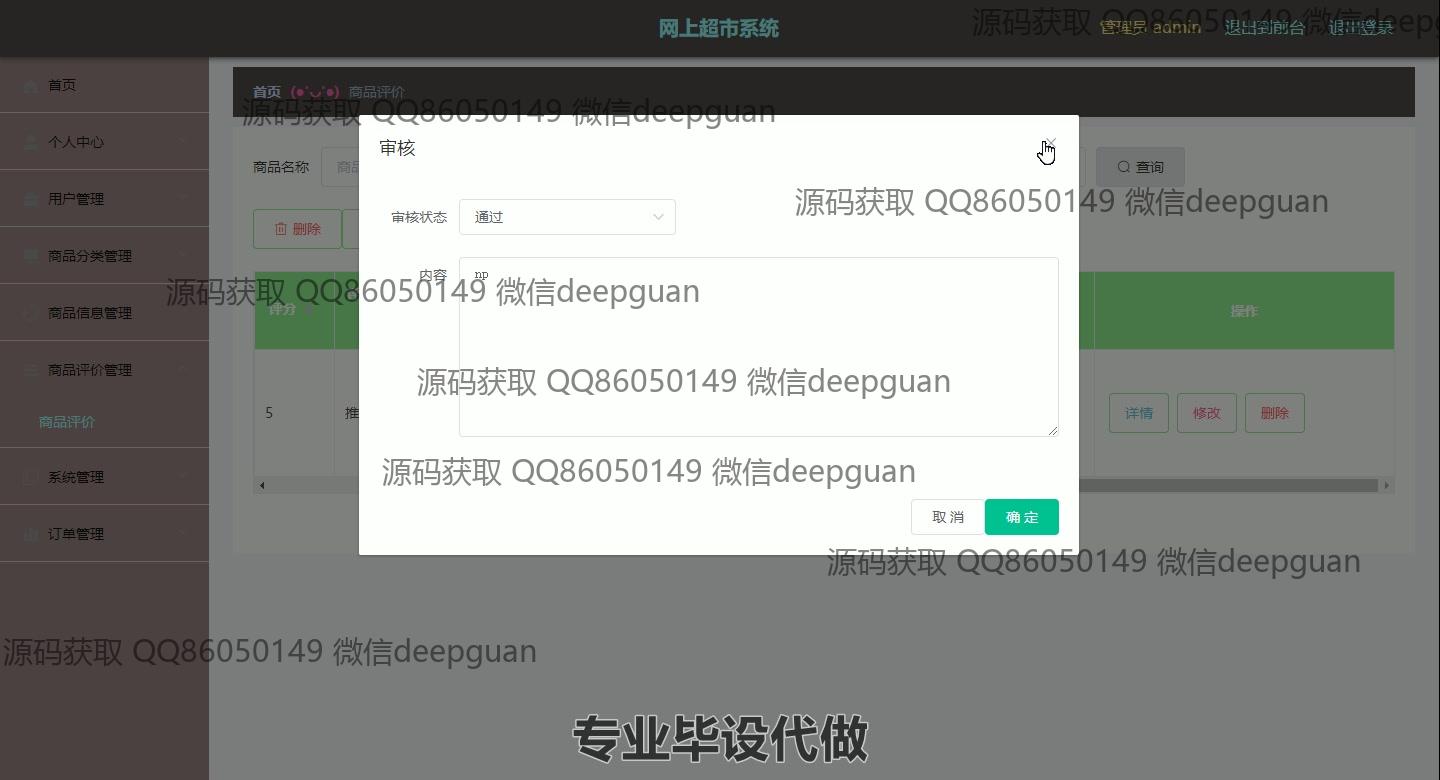 网上超市系统
管理员 admin
退出到前台
退出登录
源码获取 QQ86050149 微信deepg
首页
个人中心
用户管理
商品分类管理
商品信息管理
商品评价管理
商品评价
系统管理
订单管理
首页 (●'◡'●) 商品评价
源码获取 QQ86050149 微信deepguan
审核
商品名称
查询
源码获取 QQ86050149 微信deepguan
审核状态 通过
删除
内容 np
源码获取 QQ86050149 微信deepguan
评分
操作
源码获取 QQ86050149 微信deepguan
5
推
详情 修改 删除
源码获取 QQ86050149 微信deepguan
取消 确定
源码获取 QQ86050149 微信deepguan
源码获取 QQ86050149 微信deepguan
专业毕设代做